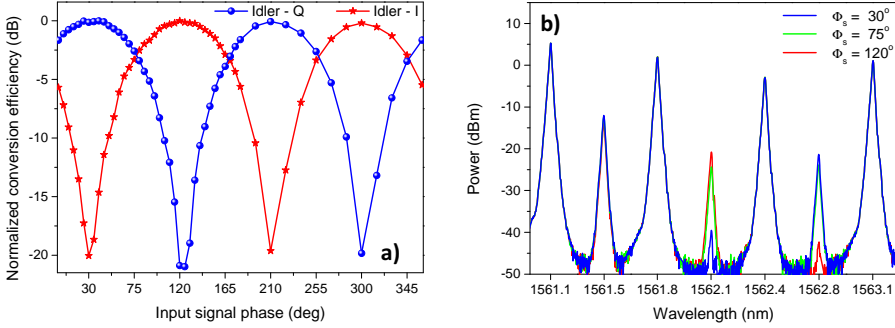 Idler - Q Idler - I
0
-5
-10
-15
-20
Normalized conversion efficiency (dB)
a)
30 75 120 165 210 255 300 345
Input signal phase (deg)
b)
Φs = 30°
Φs = 75°
Φs = 120°
10
0
-10
-20
-30
-40
-50
Power (dBm)
1561.1 1561.5 1561.8 1562.1 1562.4 1562.8 1563.1
Wavelength (nm)